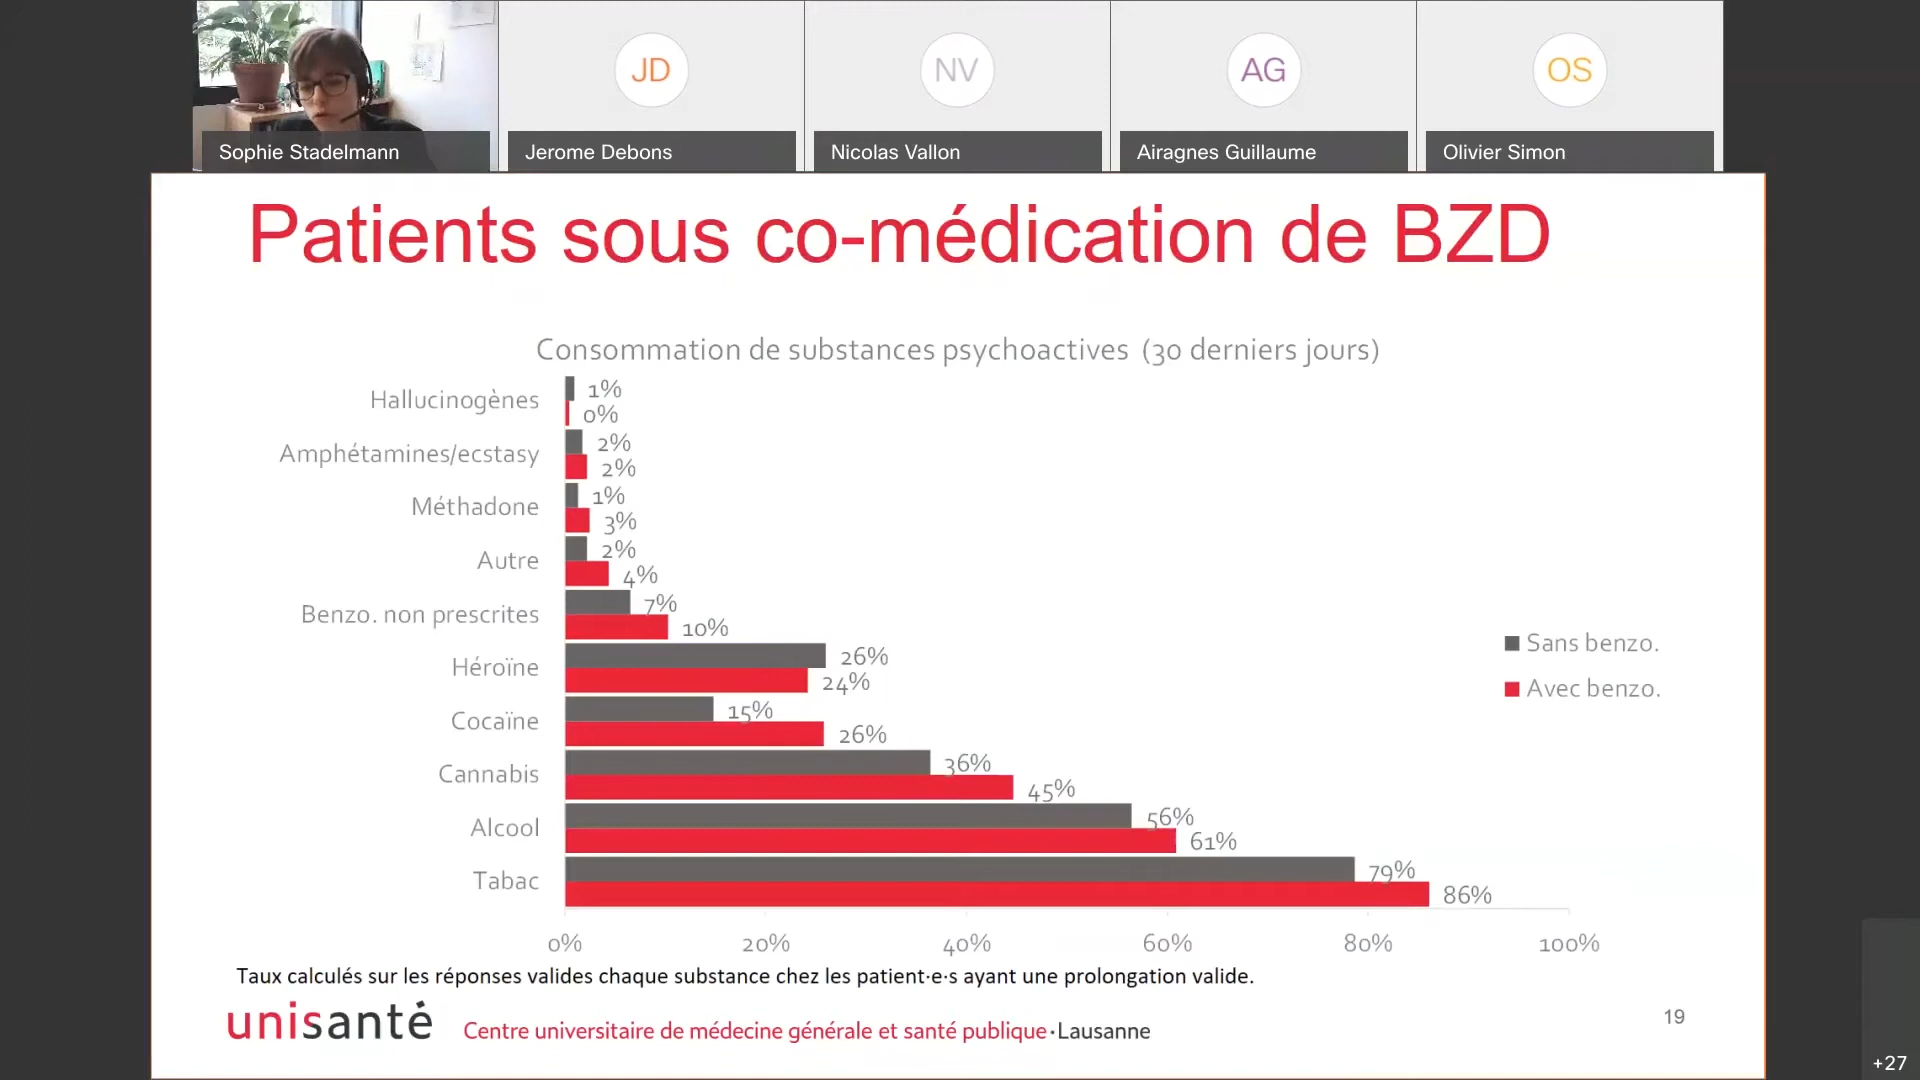 JD
NV
AG
OS
Sophie Stadelmann
Jerome Debons
Nicolas Vallon
Airagnes Guillaume
Olivier Simon
Patients sous co-médication de BZD
Consommation de substances psychoactives (30 derniers jours)
Hallucinogènes
1%
0%
Amphétamines/ecstasy
2%
2%
Méthadone
1%
3%
Autre
2%
4%
Benzo. non prescrites
7%
10%
Héroïne
26%
24%
Cocaïne
15%
26%
Cannabis
36%
45%
Alcool
56%
61%
Tabac
79%
86%
Sans benzo.
Avec benzo.
0% 20% 40% 60% 80% 100%
Taux calculés sur les réponses valides chaque substance chez les patient·e·s ayant une prolongation valide.
unisanté
Centre universitaire de médecine générale et santé publique·Lausanne
19
+27